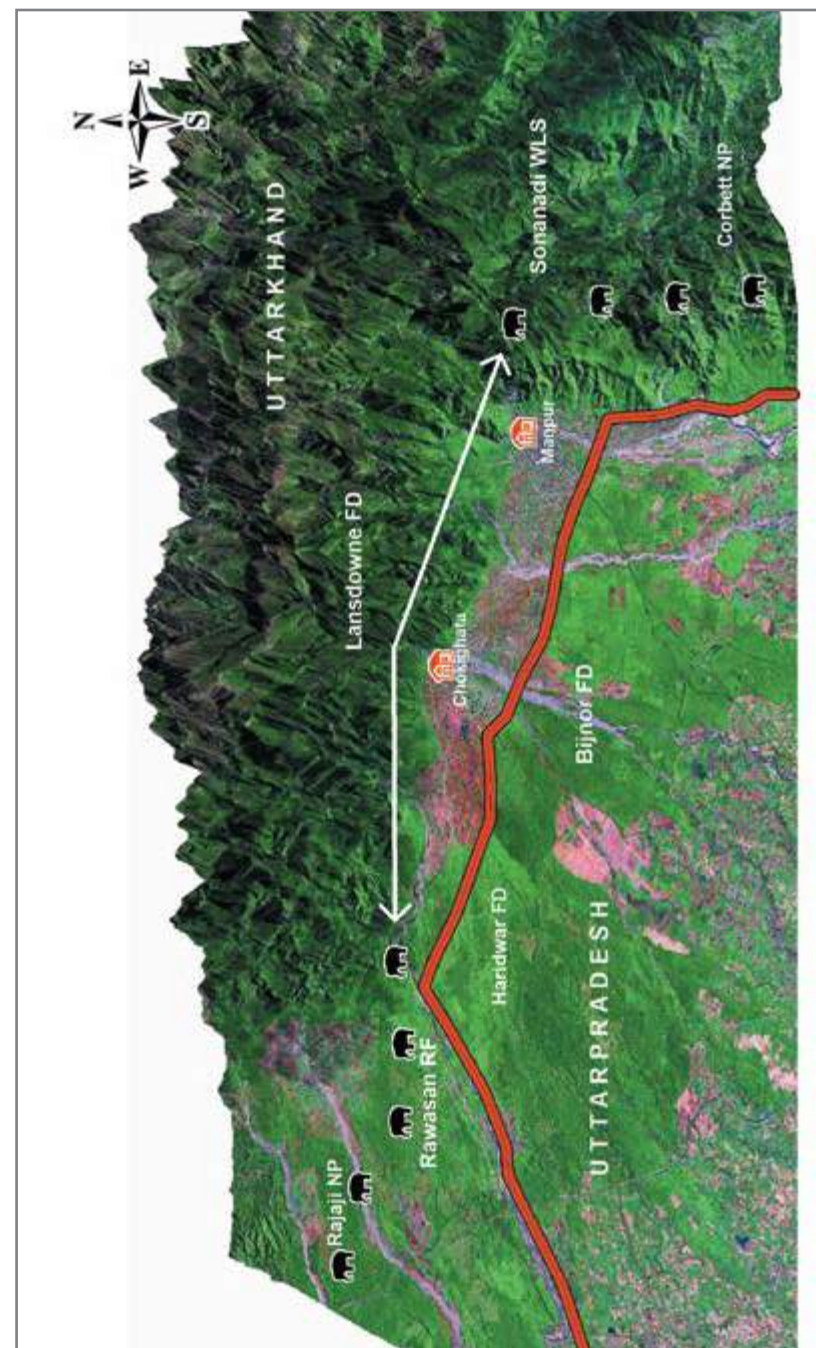 N
W
E
S
UTTARKHAND
Lansdowne FD
Sonanadi WLS
Corbett NP
Manpur
Chokighata
Rajaji NP
Rawasan RF
Haridwar FD
Bijnor FD
UTTARPRADESH